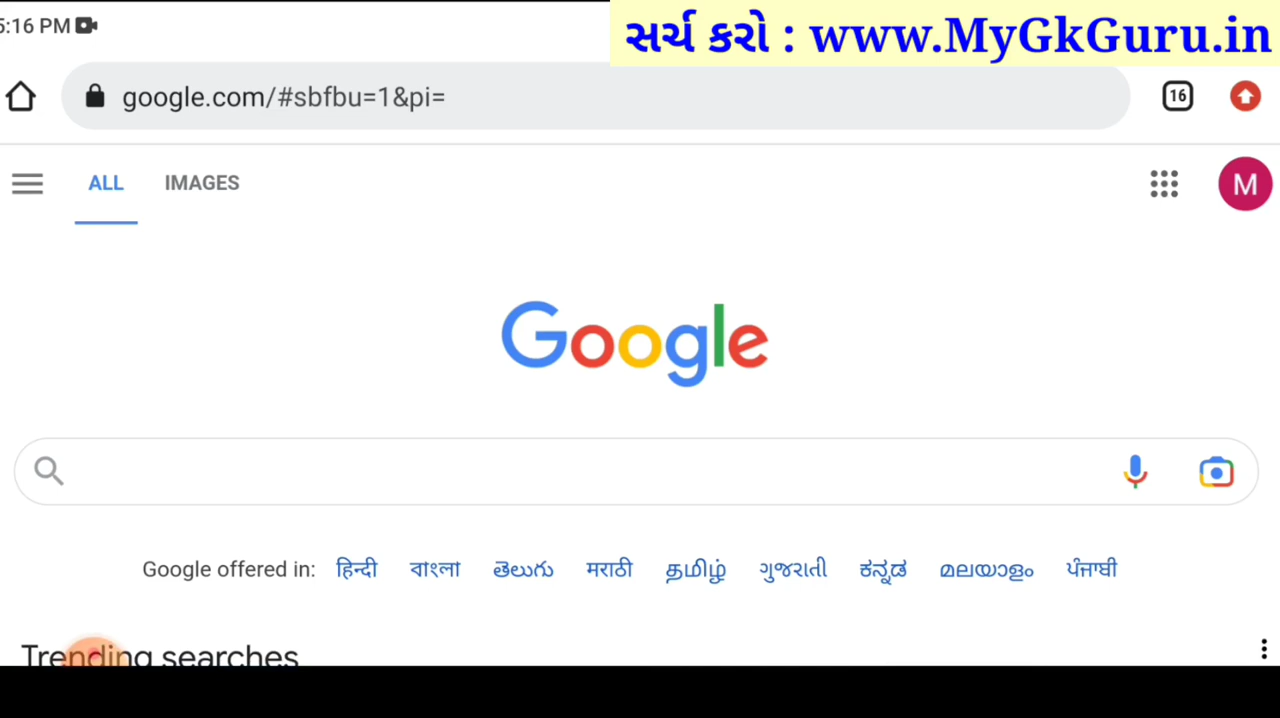 5:16 PM
સર્ચ કરો : www.MyGkGuru.in
google.com/#sbfbu=1&pi=
16
ALL IMAGES
M
Google
Google offered in: हिन्दी বাংলা తెలుగు मराठी தமிழ் ગુજરાતી ಕನ್ನಡ മലയാളം ਪੰਜਾਬੀ
Trending searches